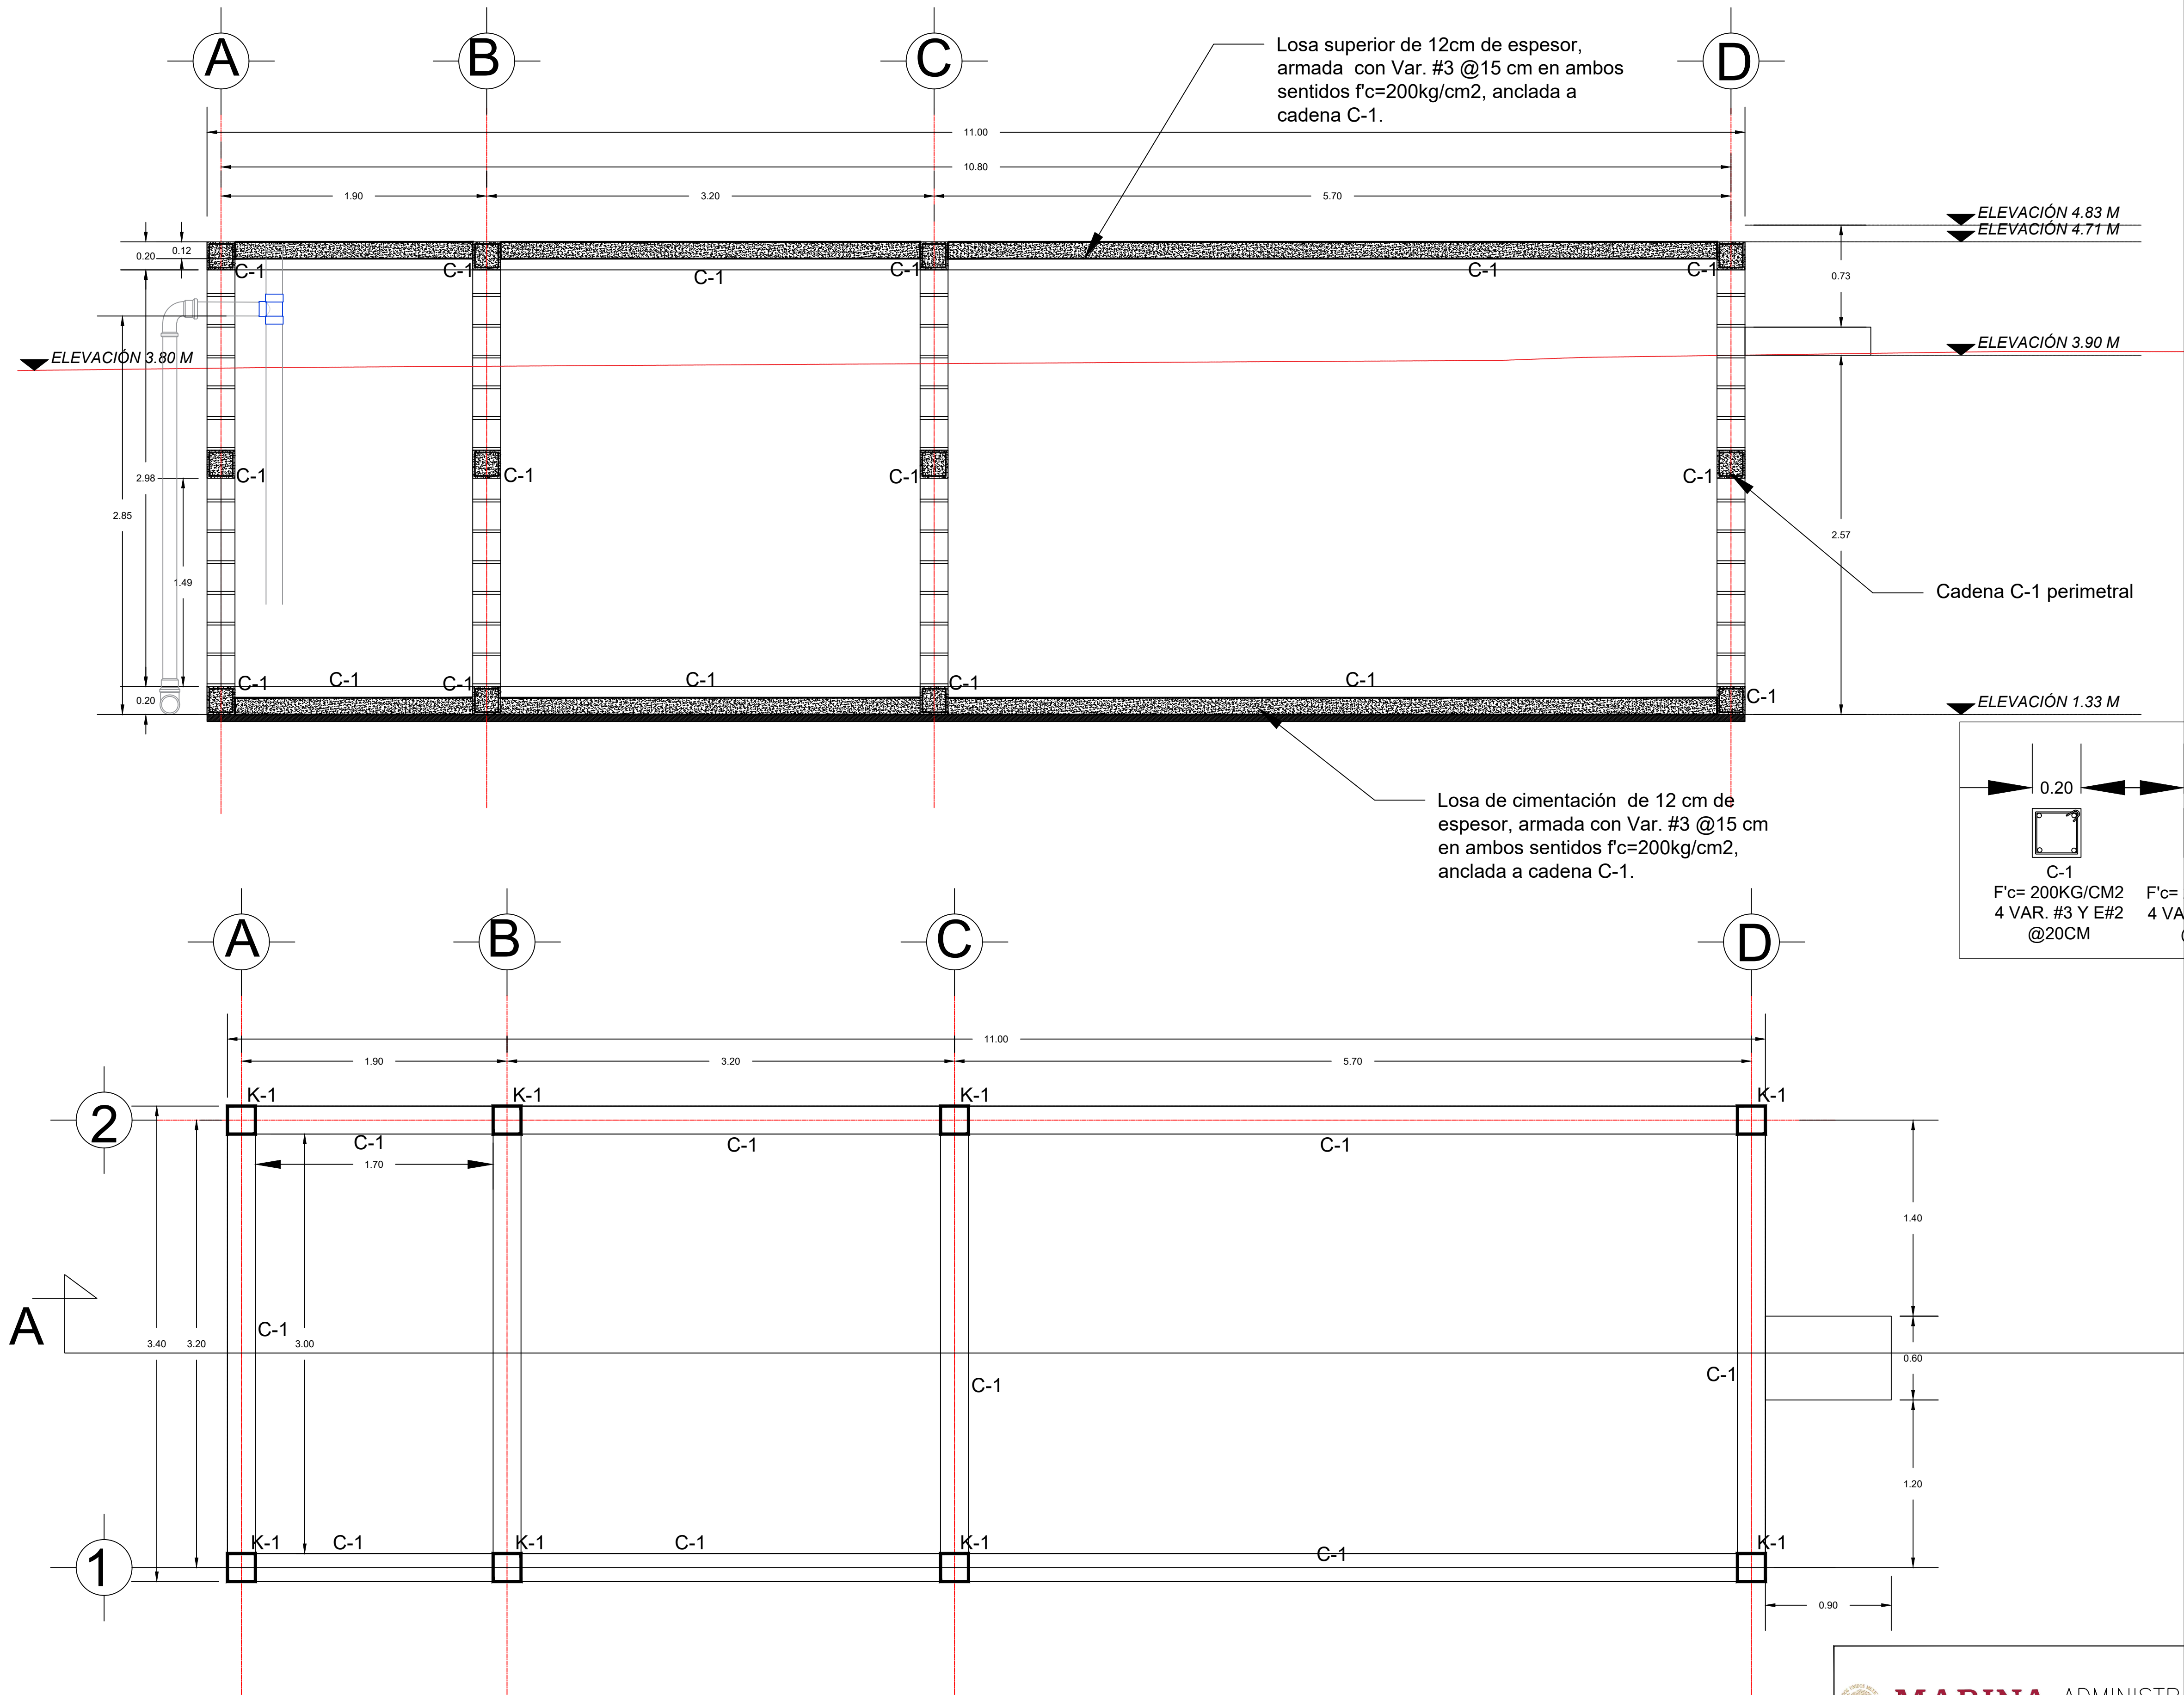 A
B
C
D
Losa superior de 12cm de espesor,
armada con Var. #3 @15 cm en ambos
sentidos f'c=200kg/cm2, anclada a
cadena C-1.
11.00
10.80
1.90
3.20
5.70
ELEVACIÓN 4.83 M
ELEVACIÓN 4.71 M
0.20
0.12
C-1
C-1
C-1
C-1
C-1
C-1
0.73
ELEVACIÓN 3.80 M
ELEVACIÓN 3.90 M
2.98
C-1
C-1
C-1
C-1
2.85
2.57
1.49
Cadena C-1 perimetral
0.20
C-1
C-1
C-1
C-1
C-1
C-1
C-1
ELEVACIÓN 1.33 M
Losa de cimentación de 12 cm de
espesor, armada con Var. #3 @15 cm
en ambos sentidos f'c=200kg/cm2,
anclada a cadena C-1.
0.20
C-1
F'c= 200KG/CM2
4 VAR. #3 Y E#2
@20CM
F'c=
4 VA
A
B
C
D
11.00
1.90
3.20
5.70
2
K-1
K-1
K-1
K-1
C-1
C-1
C-1
1.70
1.40
A
C-1
3.40
3.20
3.00
0.60
C-1
C-1
1.20
1
K-1
C-1
K-1
C-1
K-1
C-1
K-1
0.90
MARINA
ADMINISTR